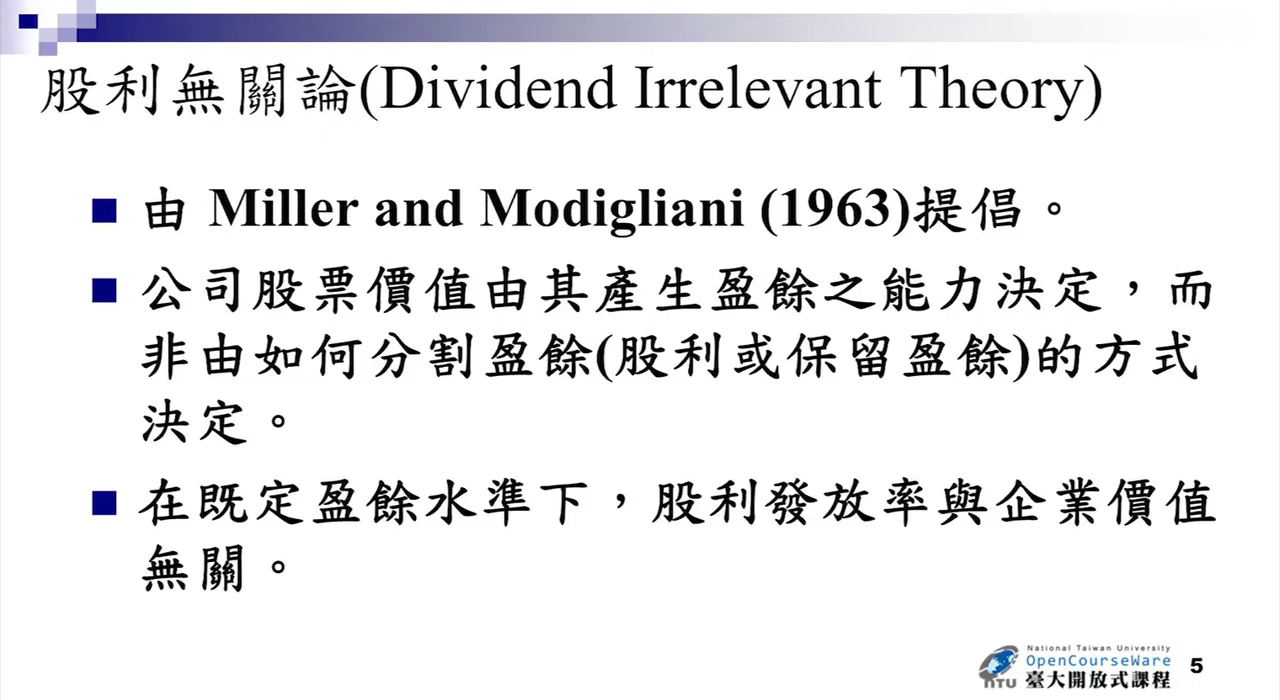 股利無關論(Dividend Irrelevant Theory)
由 Miller and Modigliani (1963)提倡。
公司股票價值由其產生盈餘之能力決定，而
非由如何分割盈餘(股利或保留盈餘)的方式
決定。
在既定盈餘水準下，股利發放率與企業價值
無關。
National Taiwan University
OpenCourseWare
NTU 臺大開放式課程
5